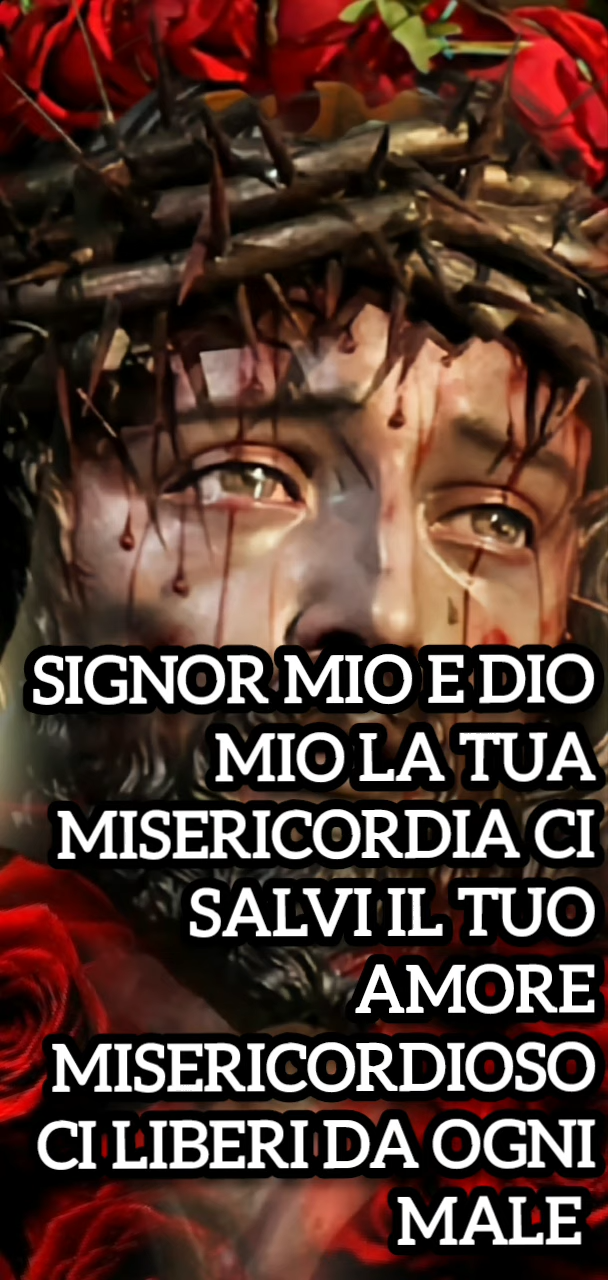 SIGNOR MIO E DIO
MIO LA TUA
MISERICORDIA CI
SALVI IL TUO
AMORE
MISERICORDIOSO
CI LIBERI DA OGNI
MALE